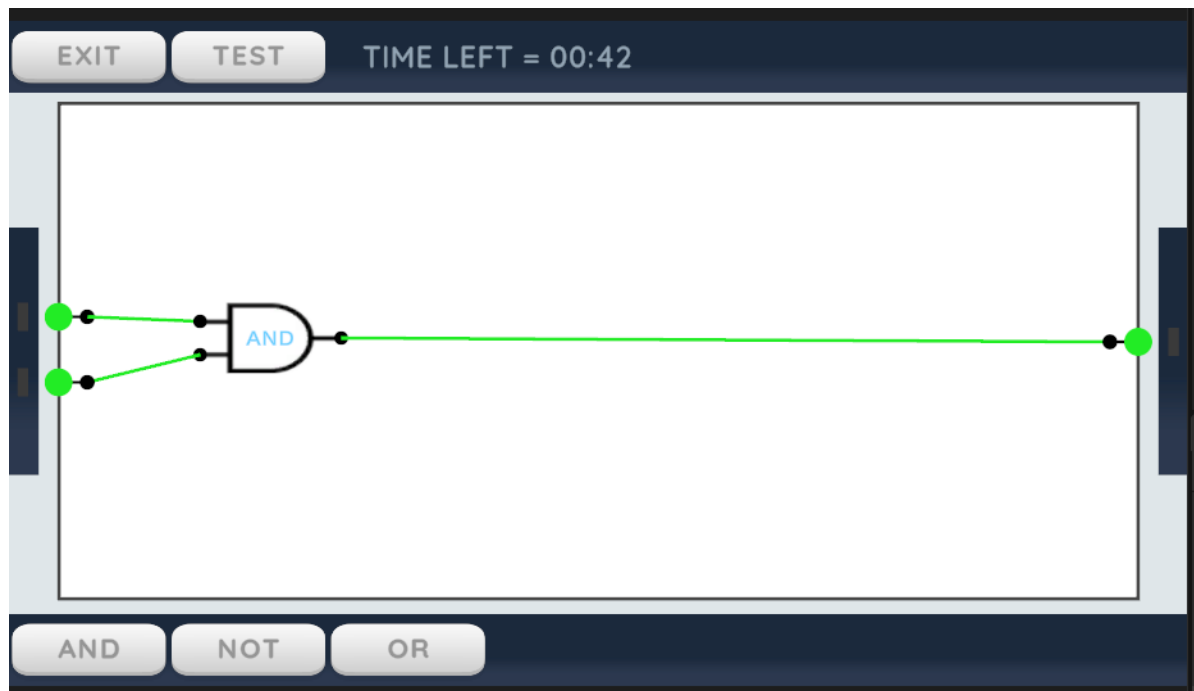 EXIT TEST TIME LEFT = 00:42
AND
AND NOT OR